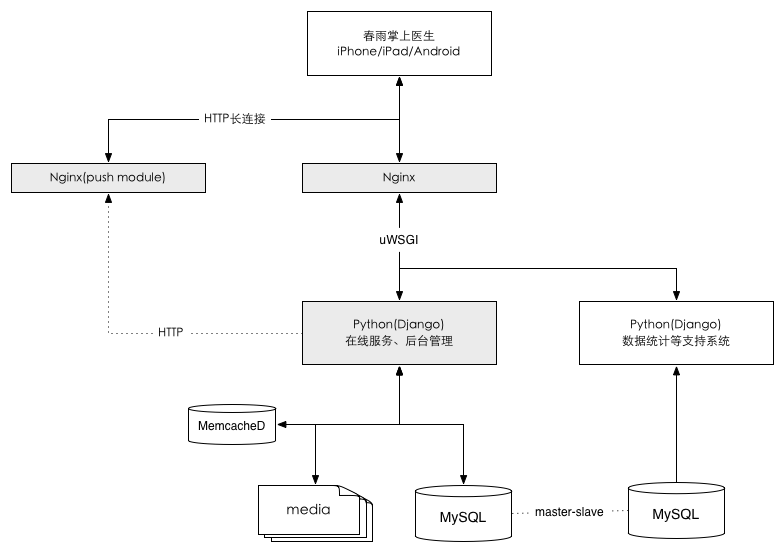 春雨掌上医生
iPhone/iPad/Android
HTTP长连接
Nginx(push module)
Nginx
uWSGI
Python(Django)
在线服务、后台管理
Python(Django)
数据统计等支持系统
HTTP
MemcacheD
media
MySQL
master-slave
MySQL